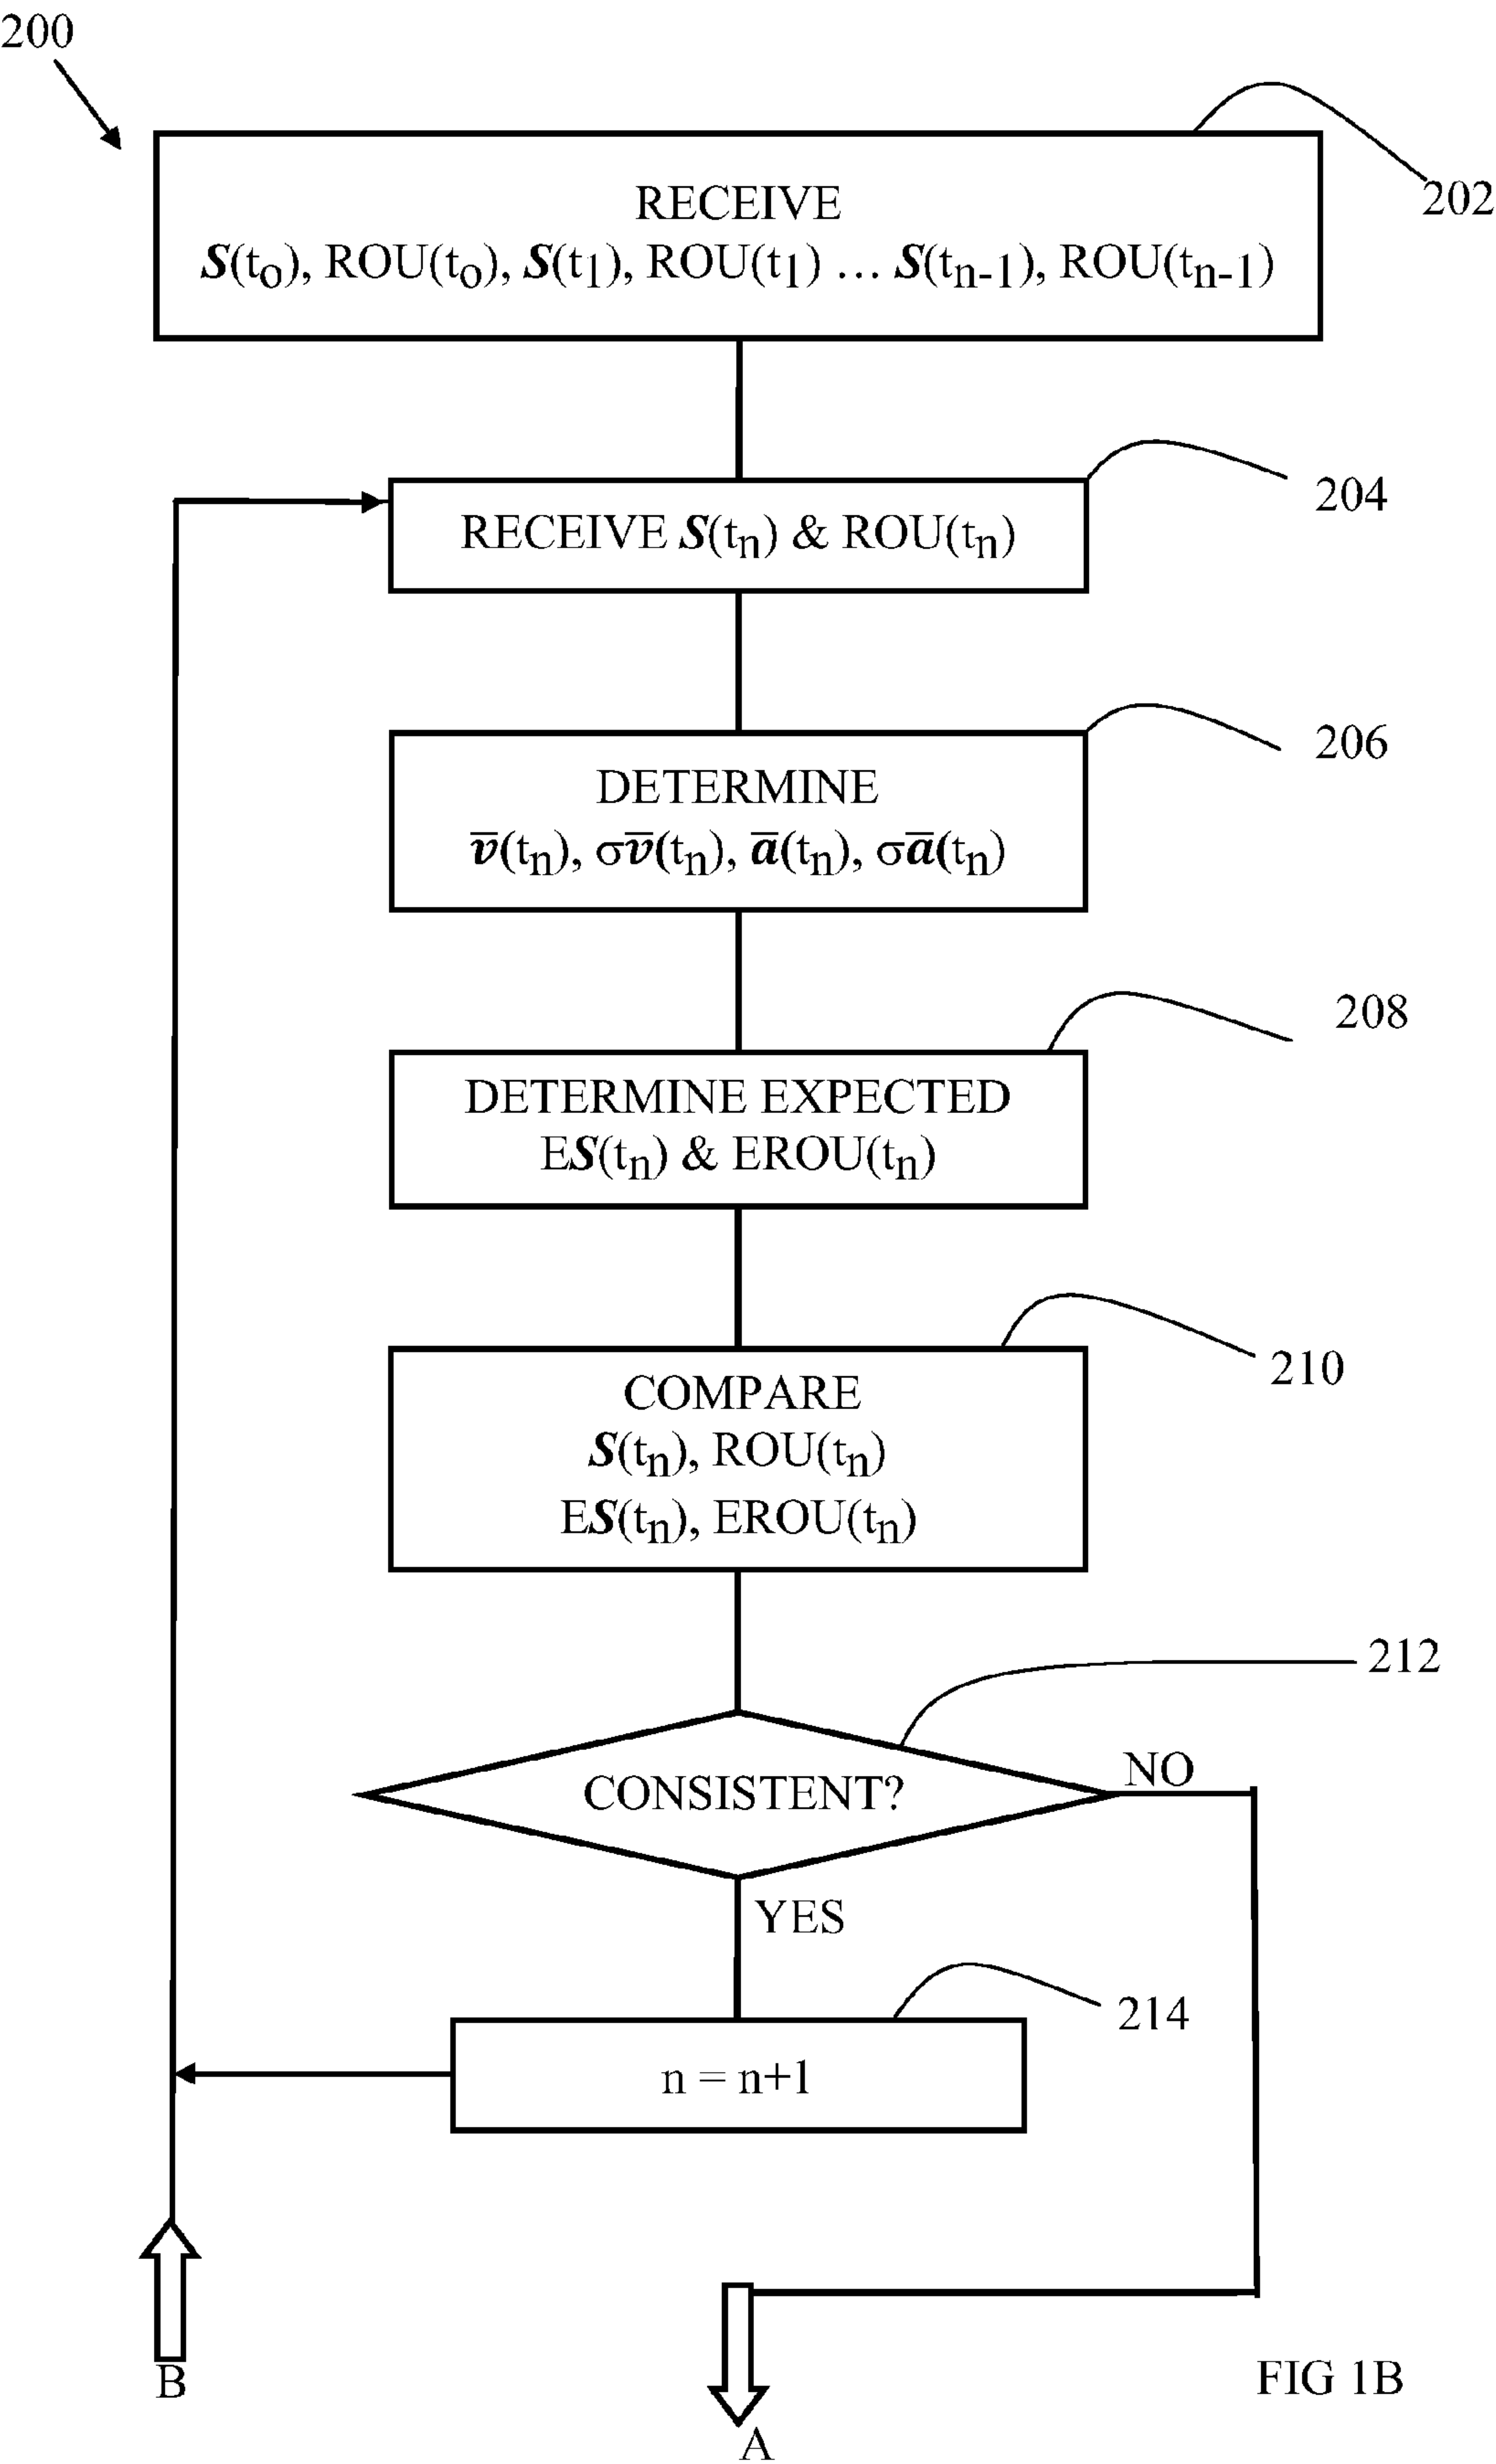 200
202
RECEIVE
S(to), ROU(to), S(t1), ROU(t1) ... S(tn-1), ROU(tn-1)
204
RECEIVE S(tn) & ROU(tn)
206
DETERMINE
v̅(tn), σv̅(tn), a̅(tn), σa̅(tn)
208
DETERMINE EXPECTED
ES(tn) & EROU(tn)
210
COMPARE
S(tn), ROU(tn)
ES(tn), EROU(tn)
212
CONSISTENT?
NO
YES
214
n = n+1
B
A
FIG 1B